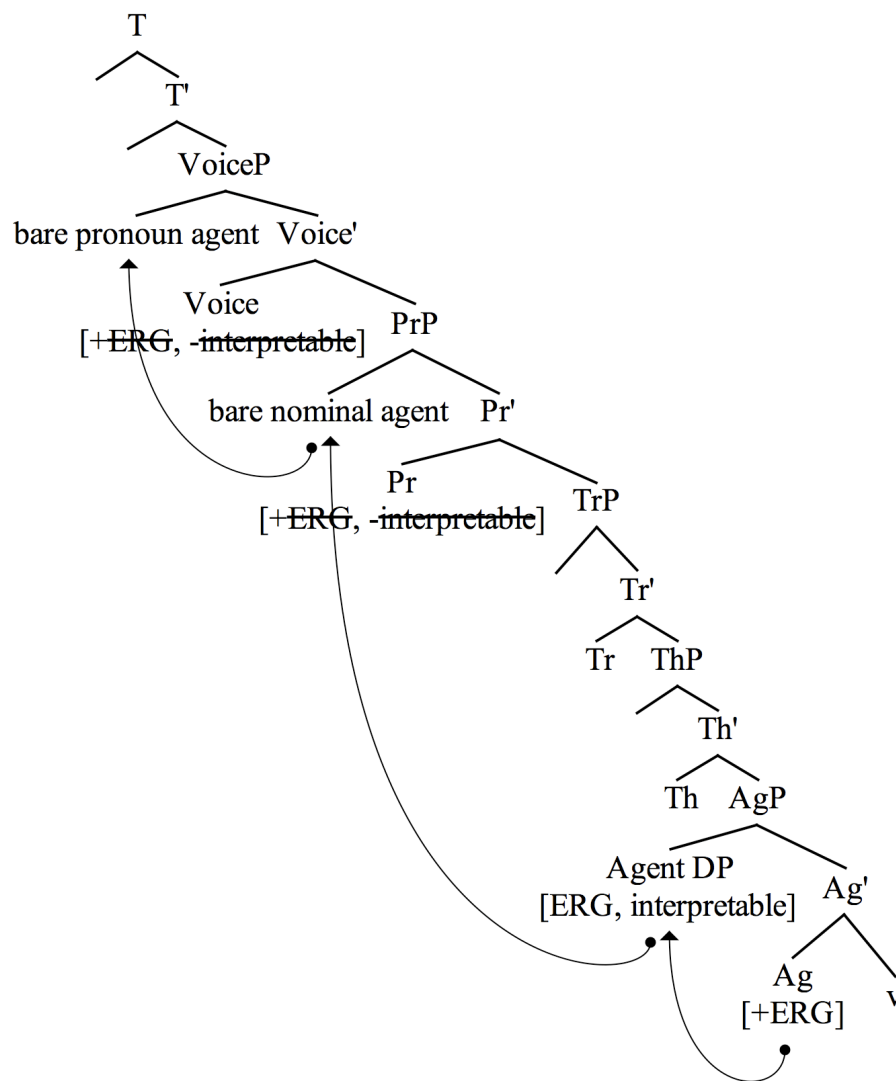 T
T'
VoiceP
bare pronoun agent Voice'
Voice
[+ERG, -interpretable]
PrP
bare nominal agent Pr'
Pr
[+ERG, -interpretable]
TrP
Tr'
Tr ThP
Th'
Th AgP
Agent DP
[ERG, interpretable]
Ag'
Ag
[+ERG]